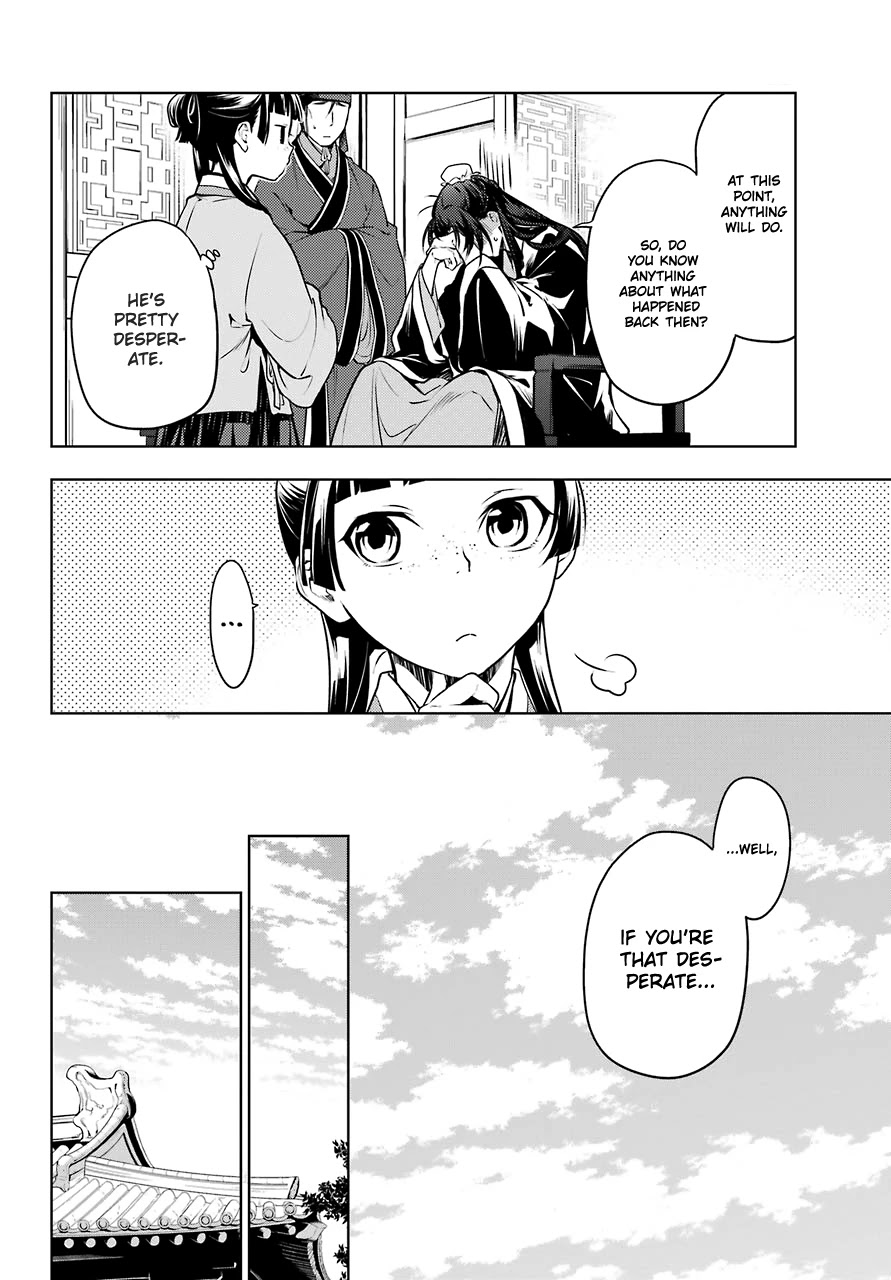 AT THIS
POINT,
ANYTHING
WILL DO.
SO, DO
YOU KNOW
ANYTHING
ABOUT WHAT
HAPPENED
BACK THEN?
HE'S
PRETTY
DESPER-
ATE.
...
...WELL,
IF YOU'RE
THAT DES-
PERATE...